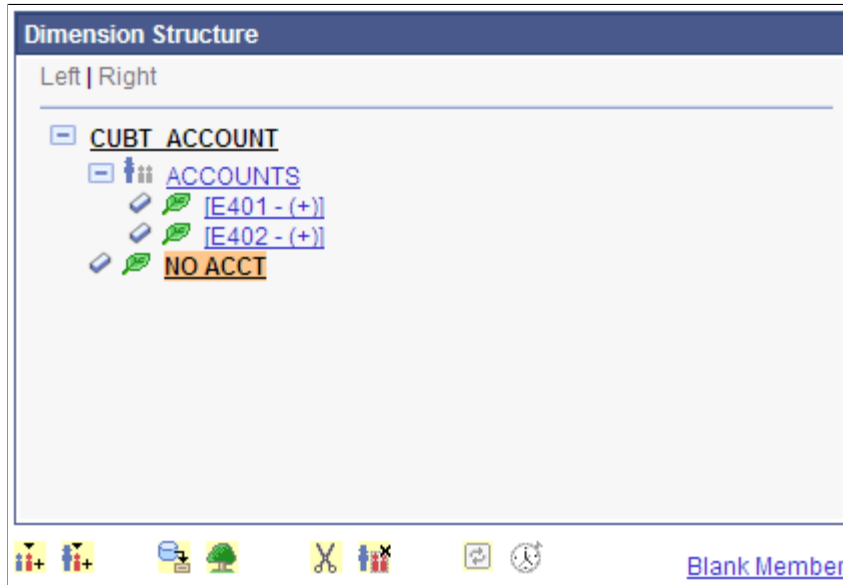 Dimension Structure
Left | Right
CUBT_ACCOUNT
ACCOUNTS
[E401 - (+)]
[E402 - (+)]
NO ACCT
Blank Member